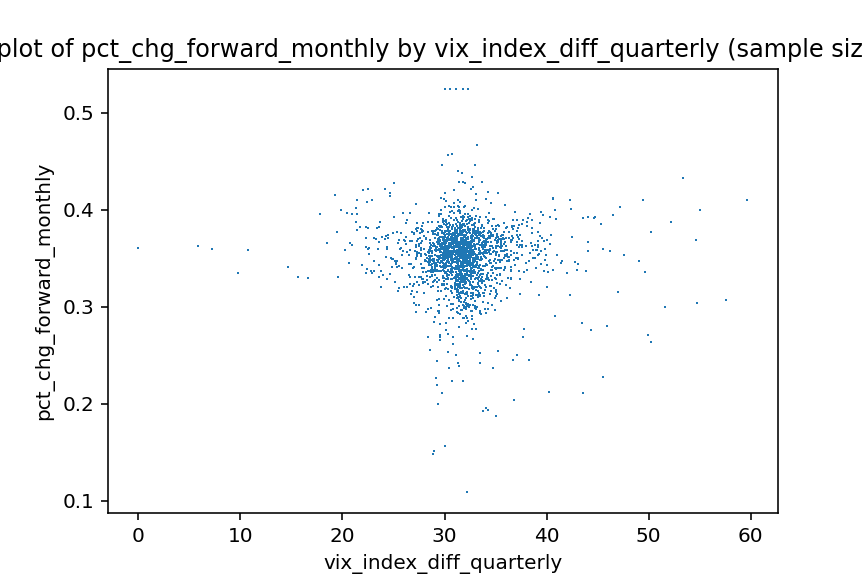 plot of pct_chg_forward_monthly by vix_index_diff_quarterly (sample siz
0.5
0.4
0.3
0.2
0.1
pct_chg_forward_monthly
0 10 20 30 40 50 60
vix_index_diff_quarterly